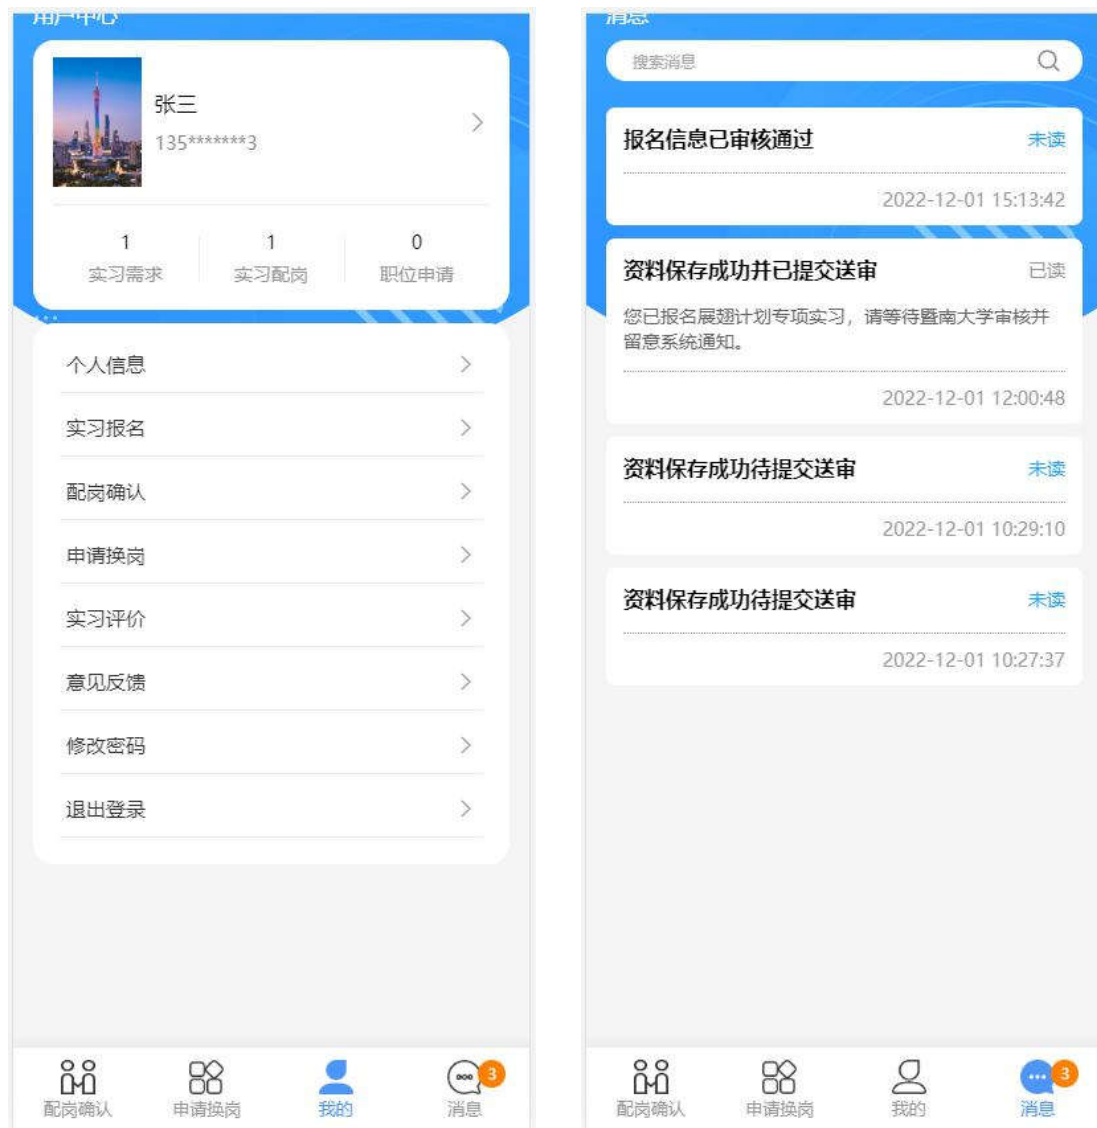 用户中心
张三
135*******3
1
1
0
实习需求
实习配岗
职位申请
个人信息
实习报名
配岗确认
申请换岗
实习评价
意见反馈
修改密码
退出登录
3
配岗确认
申请换岗
我的
消息
消息
搜索消息
报名信息已审核通过
未读
2022-12-01 15:13:42
资料保存成功并已提交送审
已读
您已报名展翅计划专项实习，请等待暨南大学审核并
留意系统通知。
2022-12-01 12:00:48
资料保存成功待提交送审
未读
2022-12-01 10:29:10
资料保存成功待提交送审
未读
2022-12-01 10:27:37
3
配岗确认
申请换岗
我的
消息